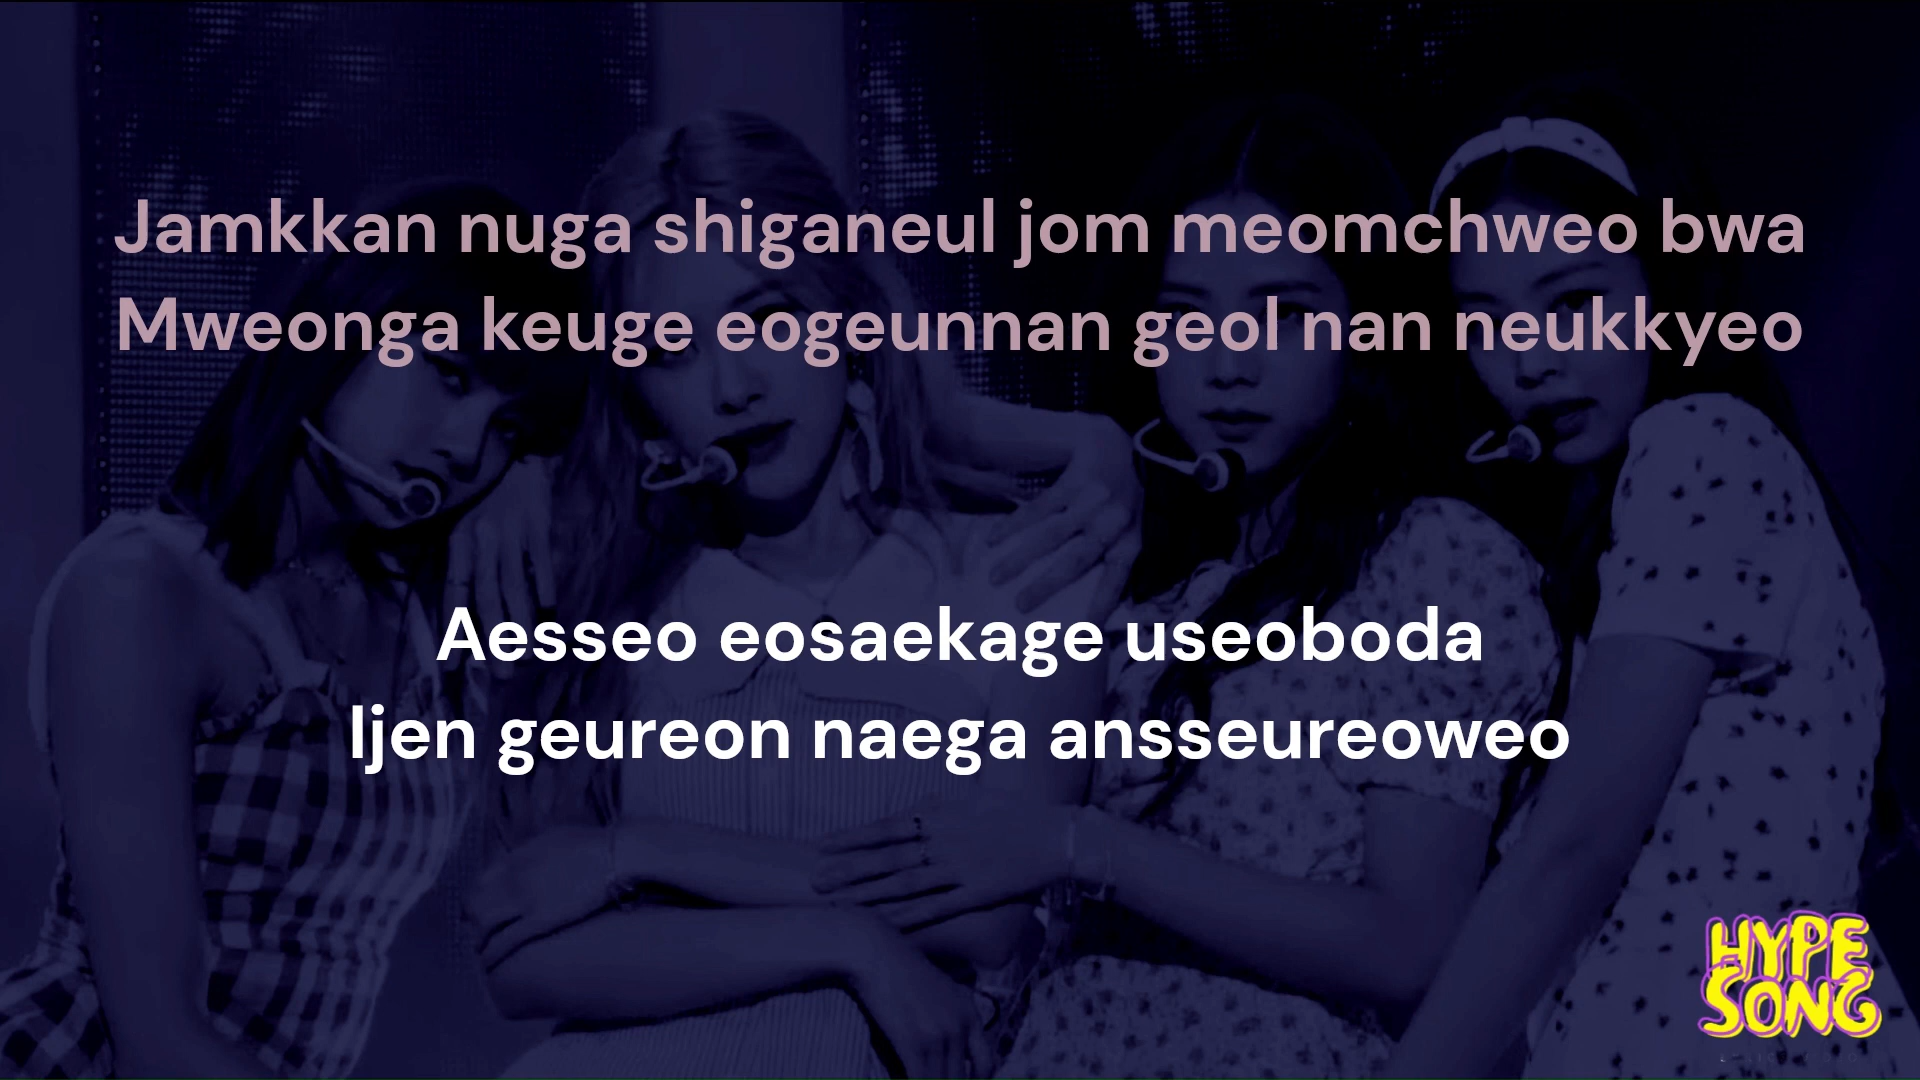 Jamkkan nuga shiganeul jom meomchweo bwa
Mweonga keuge eogeunnan geol nan neukkyeo
Aesseo eosaekage useoboda
Ijen geureon naega ansseureoweo
HYPE
SONG